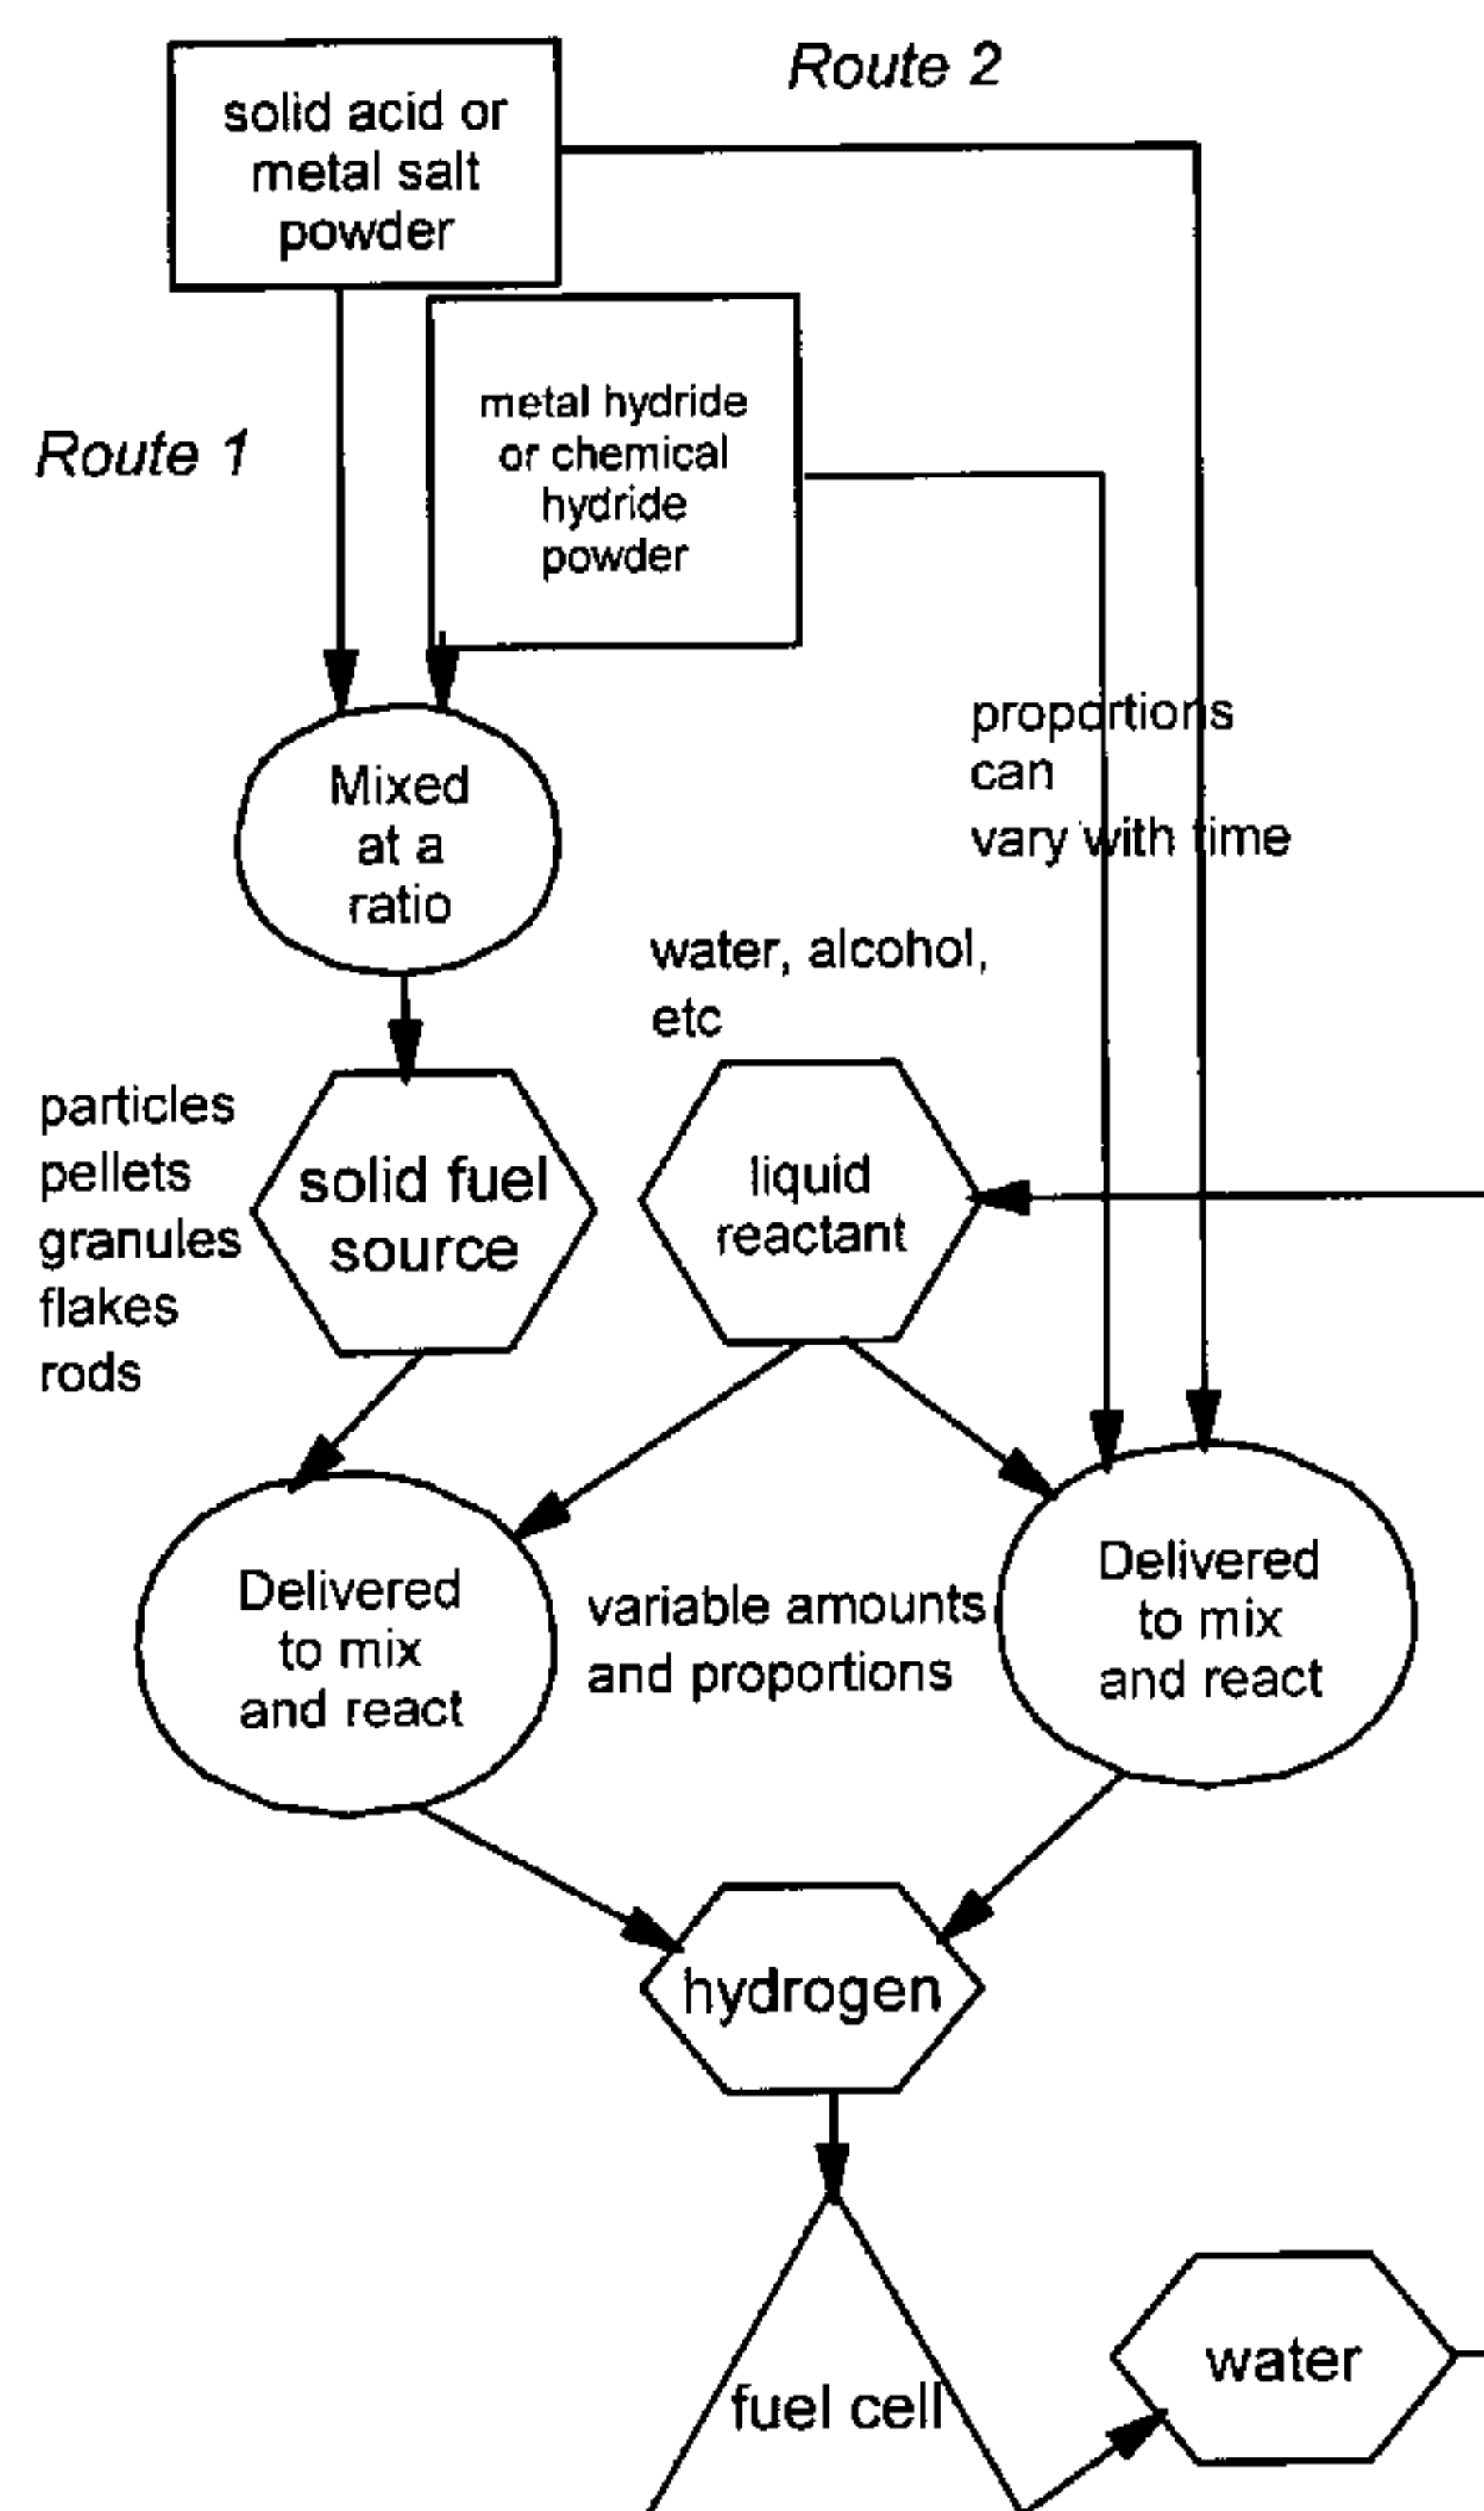 Route 2
solid acid or
metal salt
powder
metal hydride
or chemical
hydride
powder
Route 1
proportions
can
vary with time
Mixed
at a
ratio
water, alcohol,
etc
particles
pellets
granules
flakes
rods
solid fuel
source
liquid
reactant
Delivered
to mix
and react
variable amounts
and proportions
Delivered
to mix
and react
hydrogen
fuel cell
water